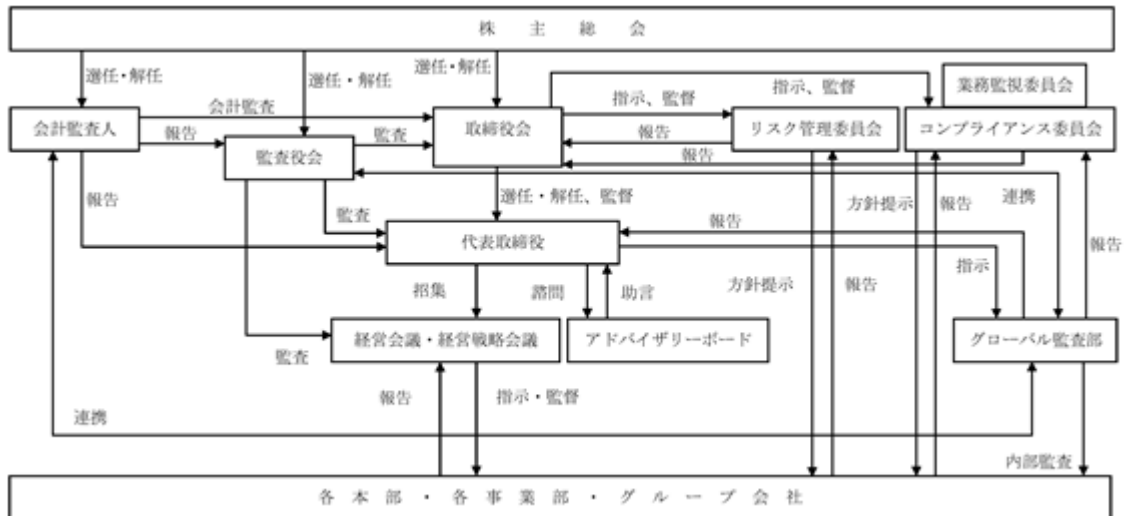 株主総会
選任・解任
選任・解任
選任・解任
指示、監督
業務監視委員会
会計監査
指示、監督
会計監査人
取締役会
リスク管理委員会
コンプライアンス委員会
報告
監査
報告
監査役会
報告
選任・解任、監督
報告
方針提示
報告
連携
監査
報告
代表取締役
報告
指示
招集
諮問
助言
方針提示
報告
経営会議・経営戦略会議
アドバイザリーボード
グローバル監査部
監査
報告
指示・監督
連携
内部監査
各本部・各事業部・グループ会社